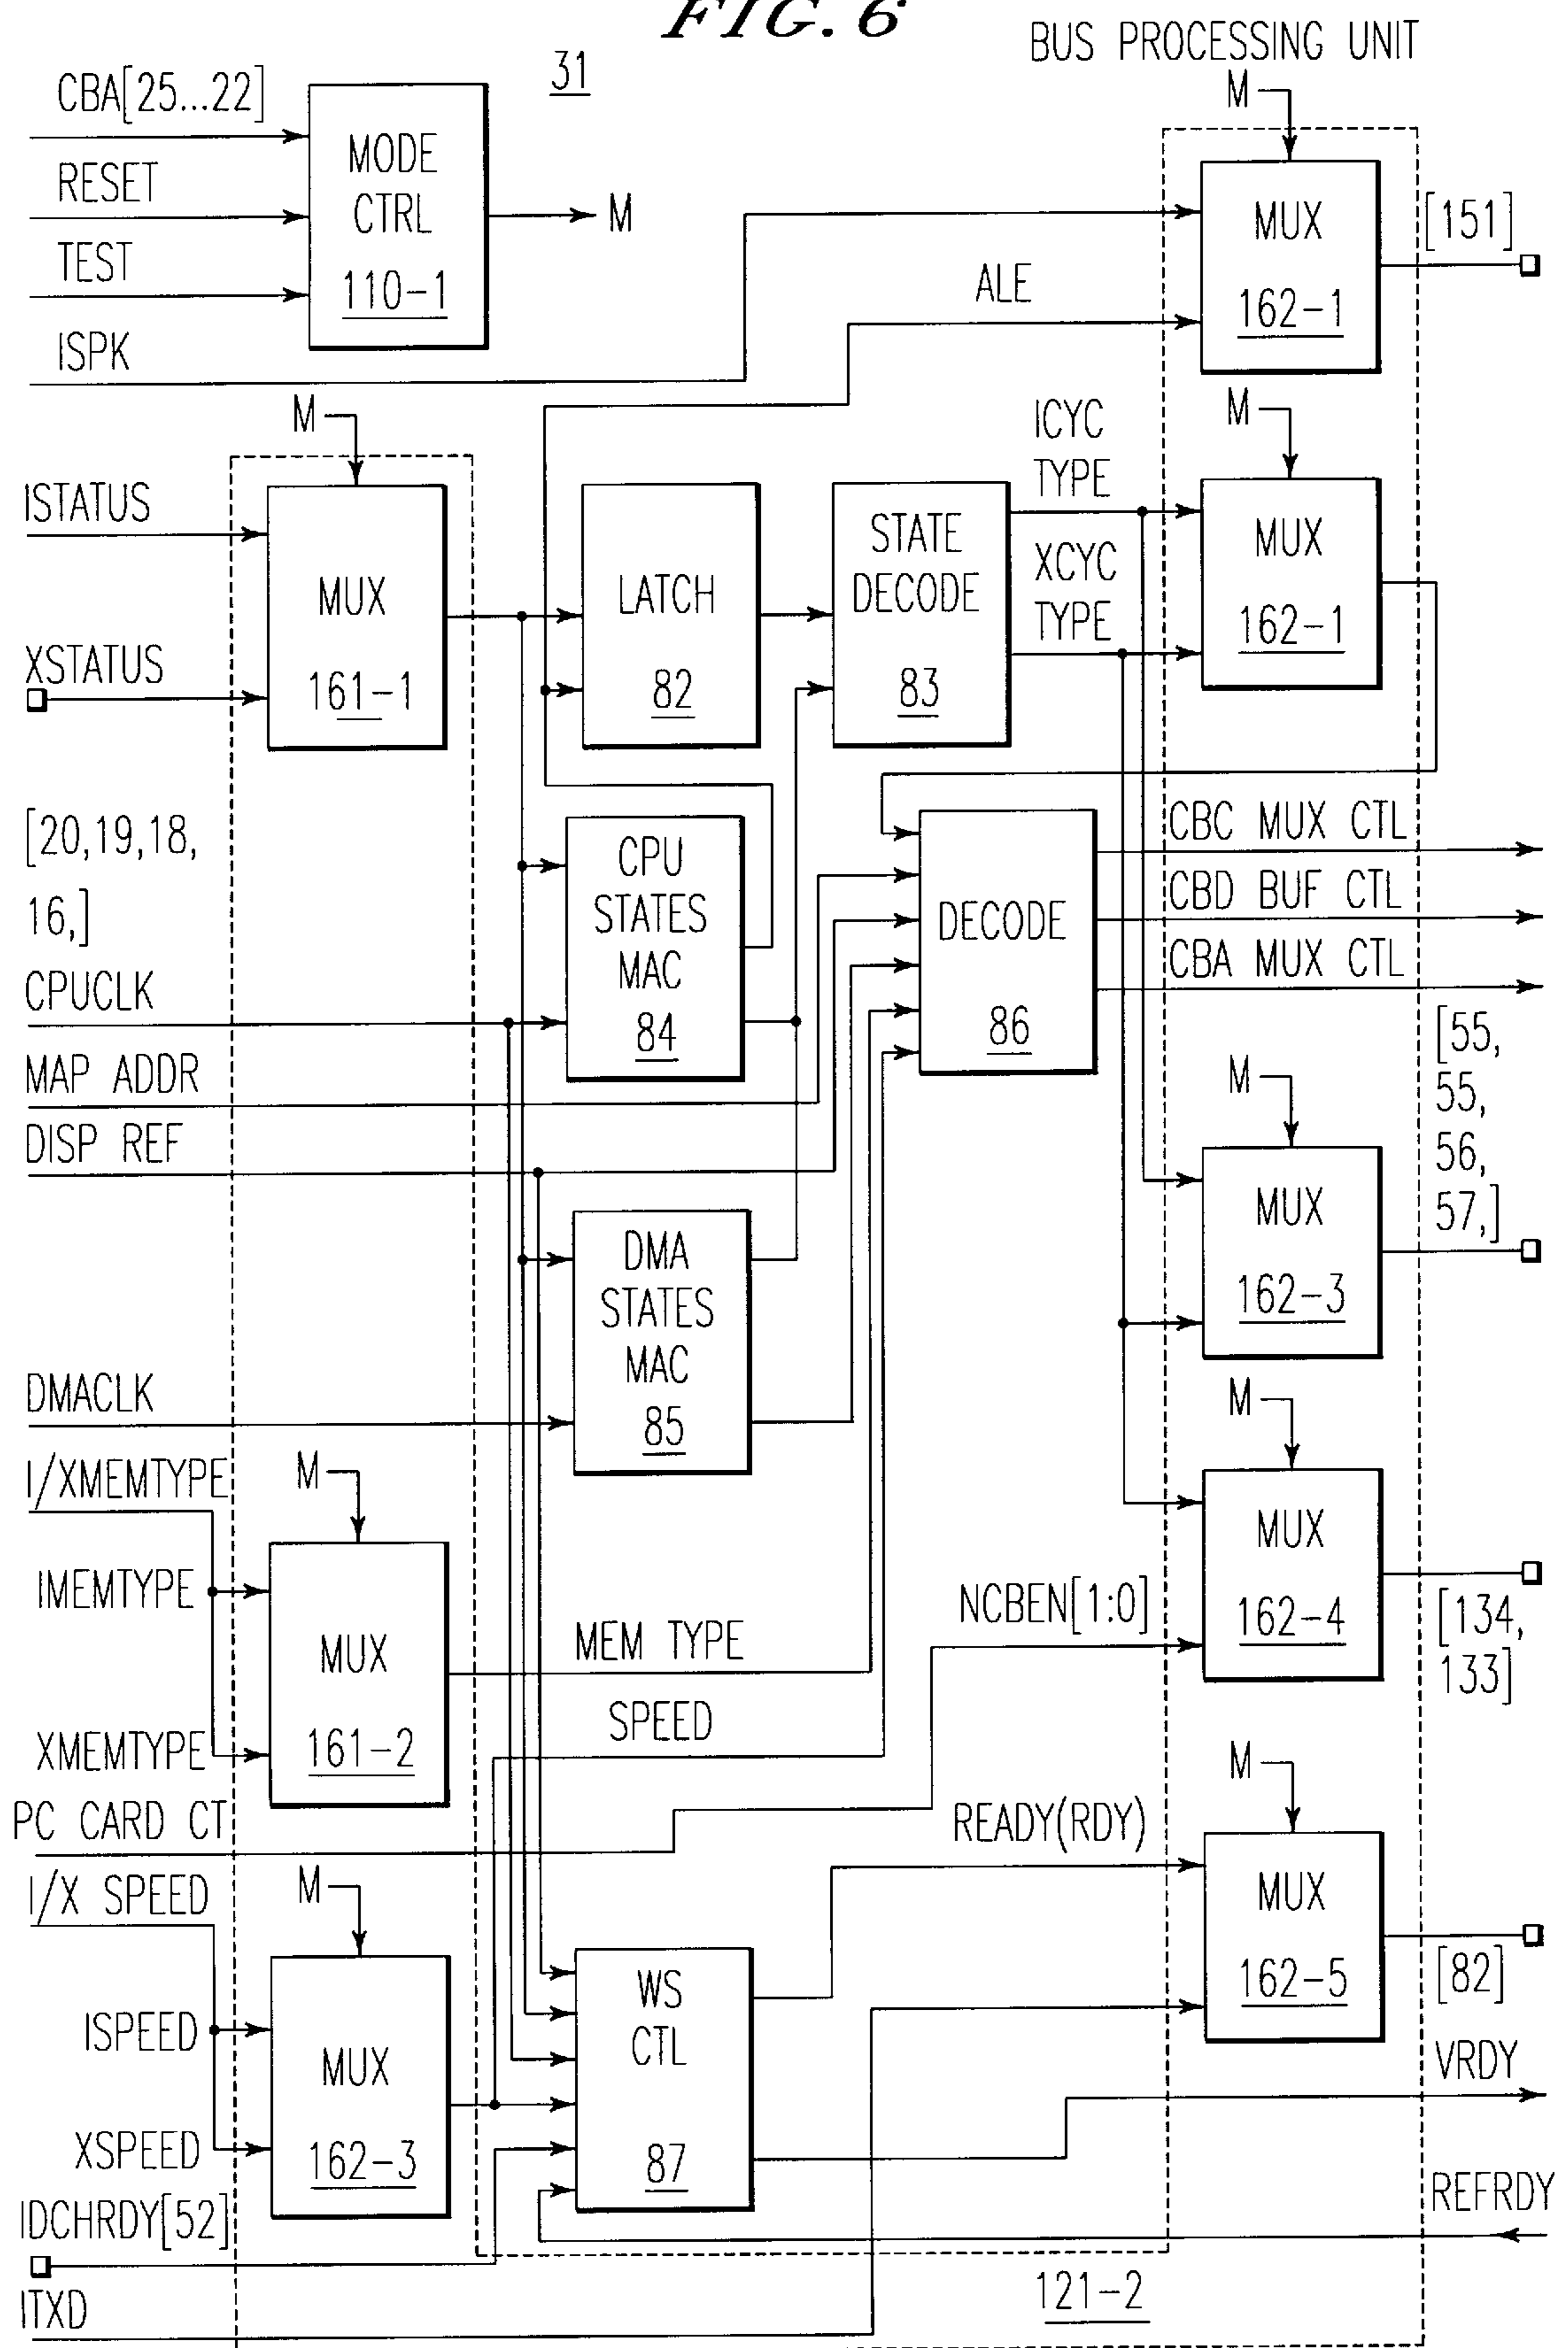 FIG. 6
31
BUS PROCESSING UNIT
CBA[25...22]
RESET
TEST
ISPK
MODE
CTRL
110-1
M
M
MUX
162-1
[151]
ALE
M
ISTATUS
XSTATUS
MUX
161-1
LATCH
82
STATE
DECODE
83
ICYC
TYPE
XCYC
TYPE
M
MUX
162-1
[20,19,18,
16,]
CPUCLK
MAP ADDR
DISP REF
CPU
STATES
MAC
84
DECODE
86
CBC MUX CTL
CBD BUF CTL
CBA MUX CTL
[55,
55,
56,
57,]
M
MUX
162-3
DMA
STATES
MAC
85
DMACLK
I/XMEMTYPE
IMEMTYPE
XMEMTYPE
M
MUX
161-2
MEM TYPE
SPEED
NCBEN[1:0]
M
MUX
162-4
[134,
133]
PC CARD CT
I/X SPEED
ISPEED
XSPEED
M
MUX
162-3
READY(RDY)
M
MUX
162-5
[82]
WS
CTL
87
VRDY
REFRDY
IDCHRDY[52]
ITXD
121-2